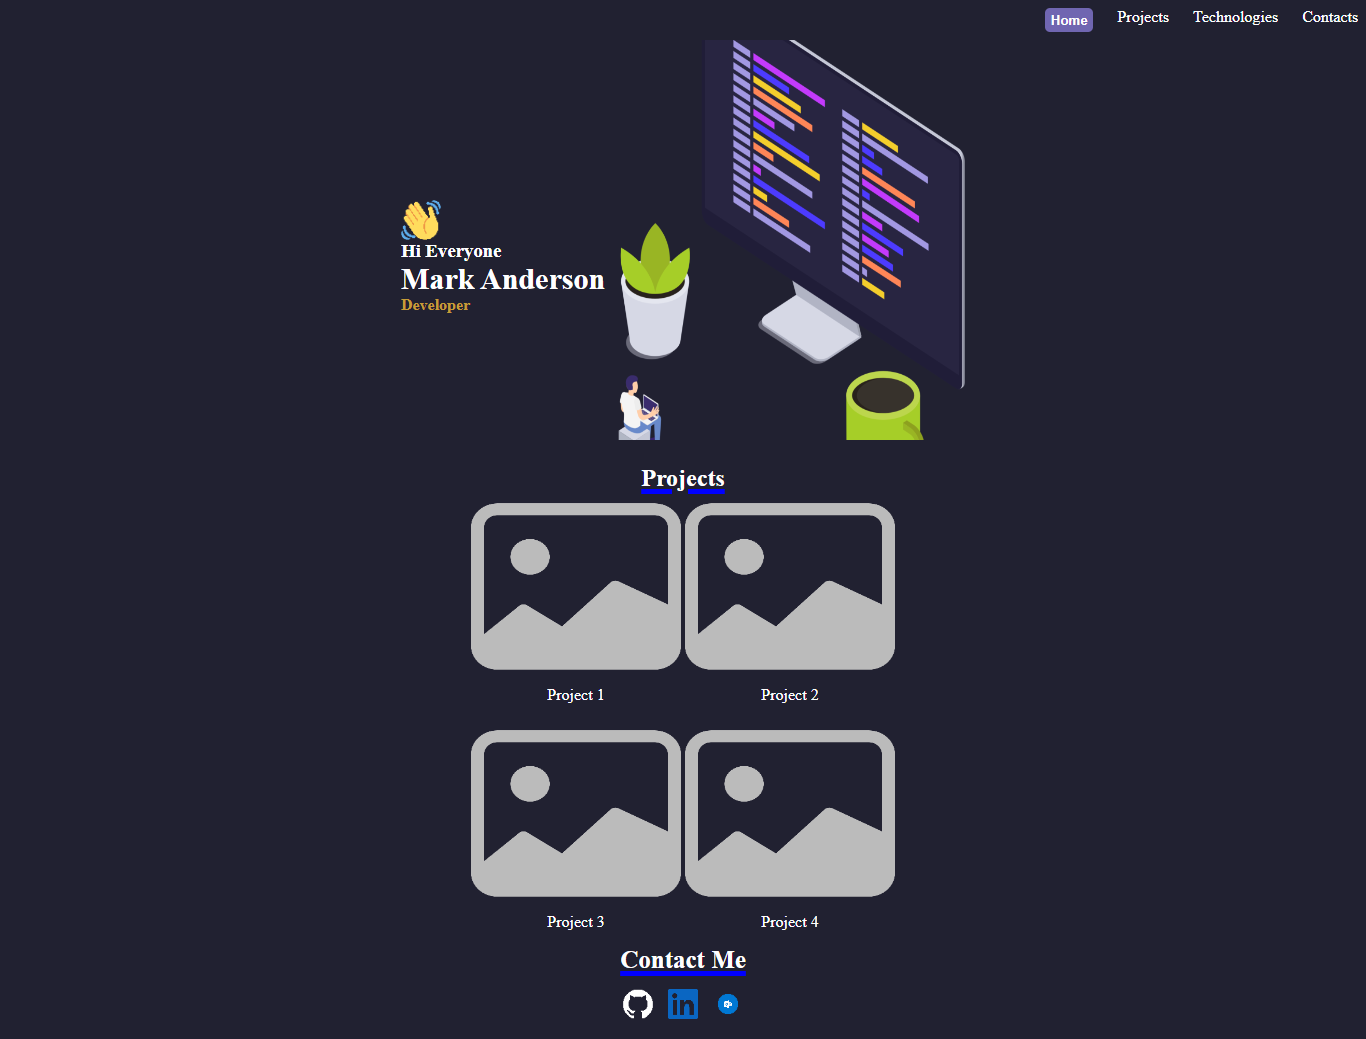 Home Projects Technologies Contacts
Hi Everyone
Mark Anderson
Developer
Projects
Project 1 Project 2
Project 3 Project 4
Contact Me
in